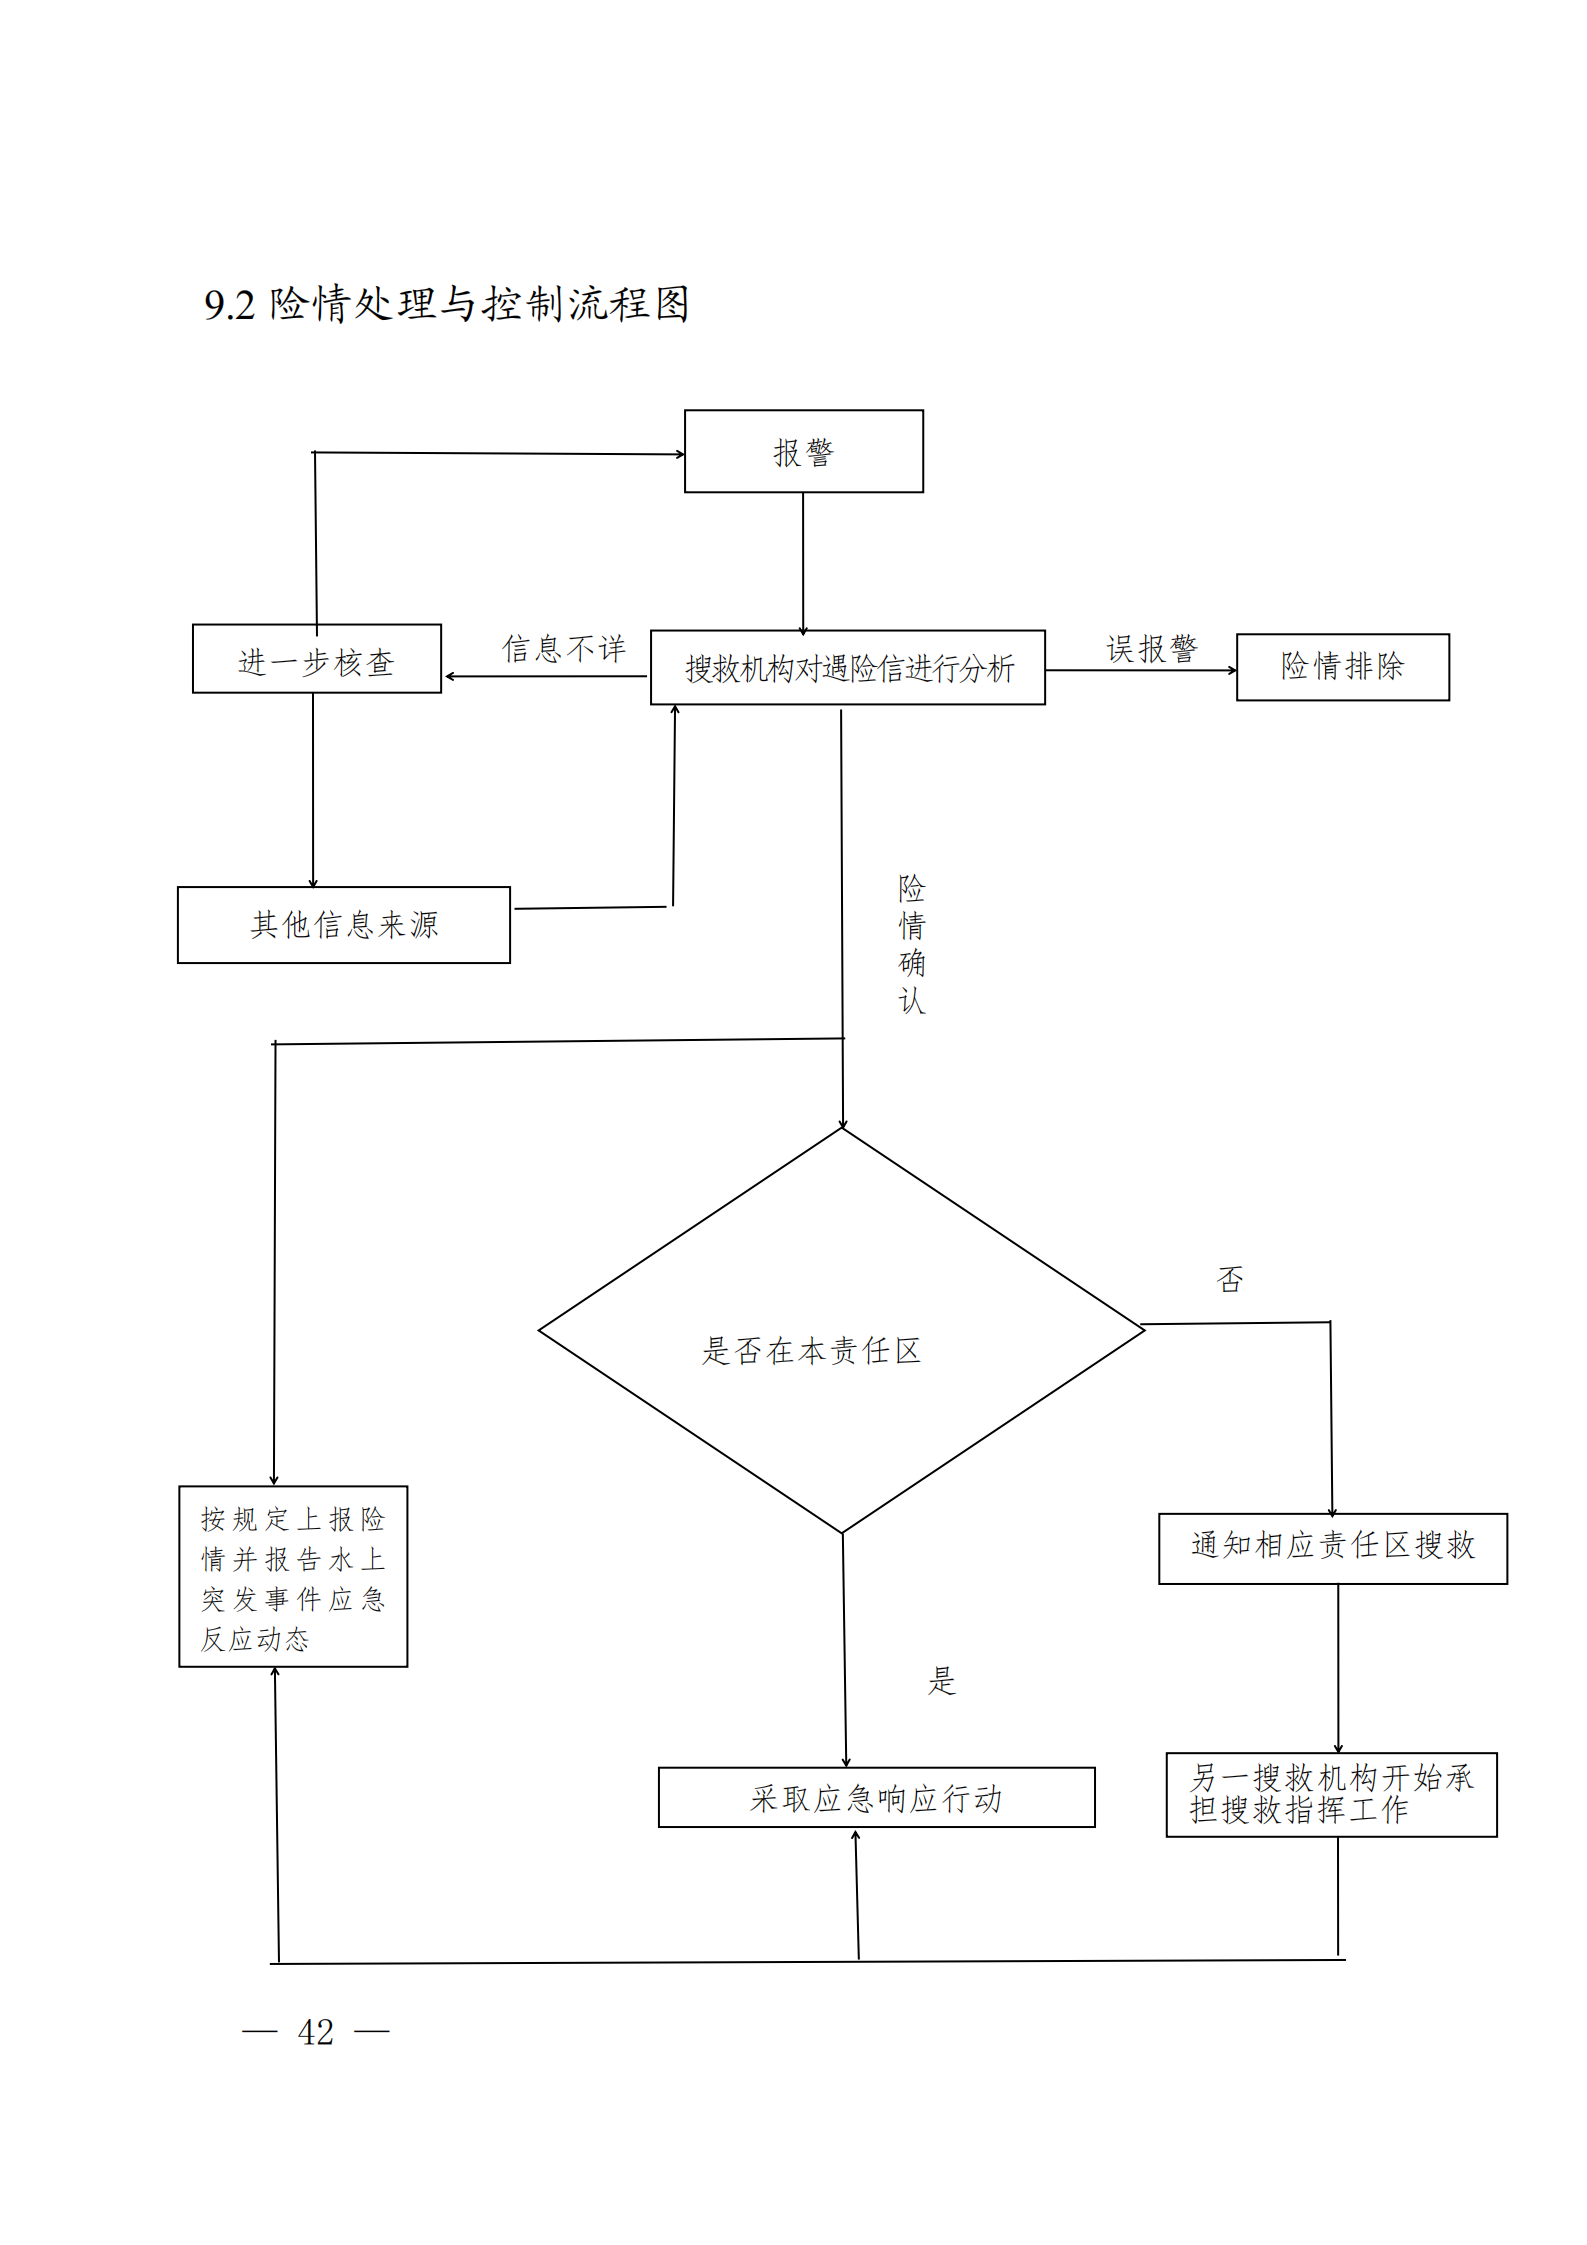 9.2 险情处理与控制流程图
报警
信息不详
误报警
进一步核查
搜救机构对遇险信进行分析
险情排除
其他信息来源
险
情
确
认
否
是否在本责任区
按规定上报险
情并报告水上
突发事件应急
反应动态
通知相应责任区搜救
是
采取应急响应行动
另一搜救机构开始承
担搜救指挥工作
— 42 —